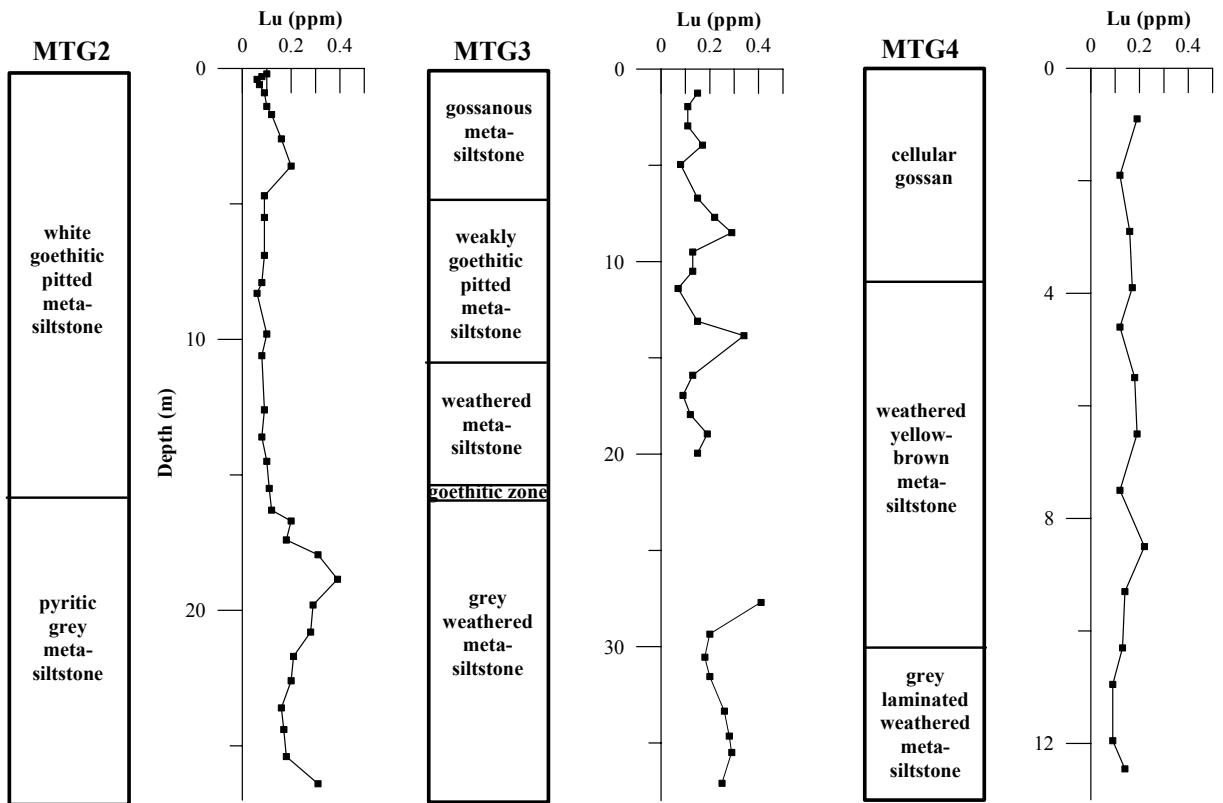 Lu (ppm)
0
0.2
0.4
MTG2
0
10
20
Depth (m)
white
goethitic
pitted
meta-
siltstone
pyritic
grey
meta-
siltstone
Lu (ppm)
0
0.2
0.4
MTG3
0
10
20
30
gossanous
meta-
siltstone
weakly
goethitic
pitted
meta-
siltstone
weathered
meta-
siltstone
goethitic zone
grey
weathered
meta-
siltstone
Lu (ppm)
0
0.2
0.4
MTG4
0
4
8
12
cellular
gossan
weathered
yellow-
brown
meta-
siltstone
grey
laminated
weathered
meta-
siltstone